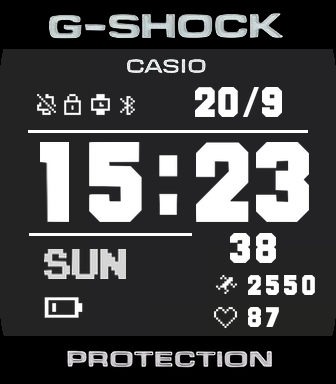 G-SHOCK
CASIO
20/9
15:23
38
SUN
2550
87
PROTECTION